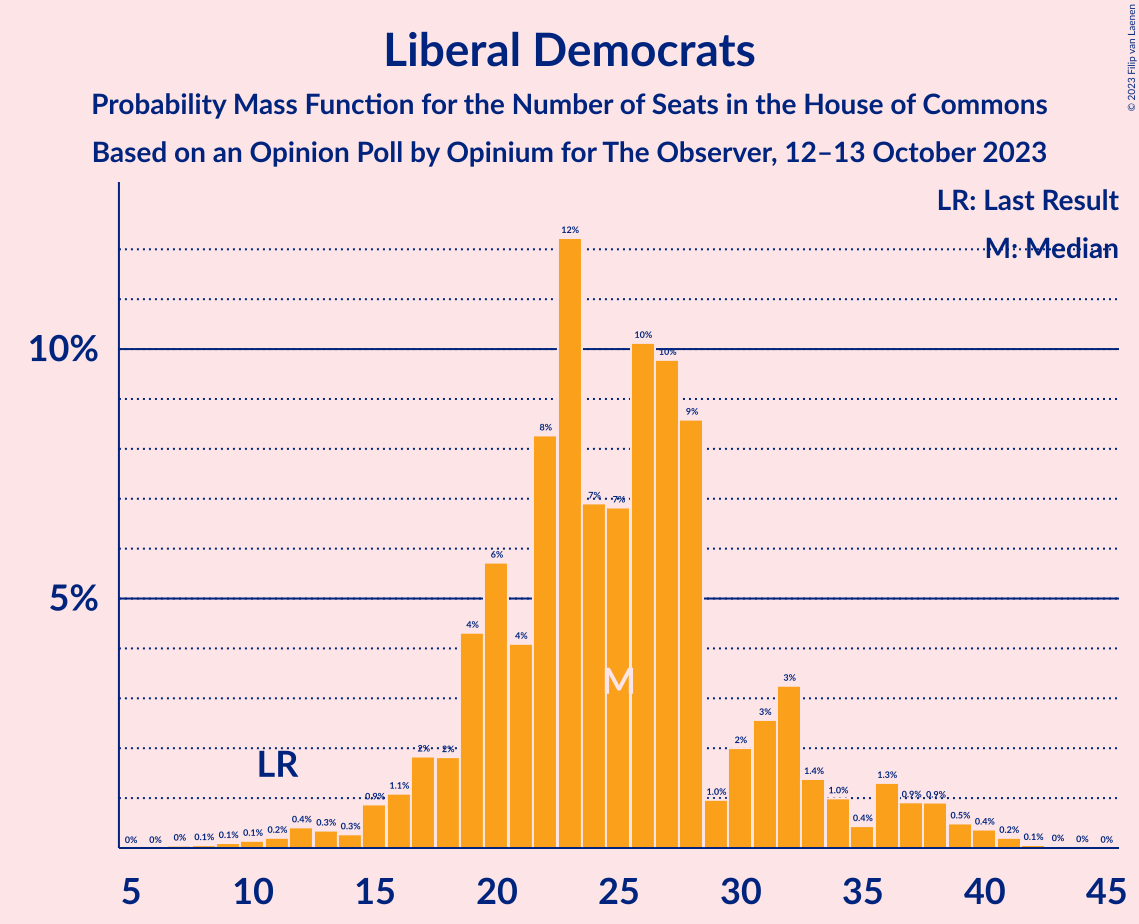 © 2023 Filip van Laenen
Liberal Democrats
Probability Mass Function for the Number of Seats in the House of Commons
Based on an Opinion Poll by Opinium for The Observer, 12–13 October 2023
LR: Last Result
M: Median
10%
5%
0% 0% 0% 0.1% 0.1% 0.1% 0.2% 0.4% 0.3% 0.3% 0.9% 1.1% 2% 2% 4% 6% 4% 8% 12% 7% 7% 10% 10% 9% 1.0% 2% 3% 3% 1.4% 1.0% 0.4% 1.3% 0.9% 0.9% 0.5% 0.4% 0.2% 0.1% 0% 0% 0%
LR
M
5 10 15 20 25 30 35 40 45